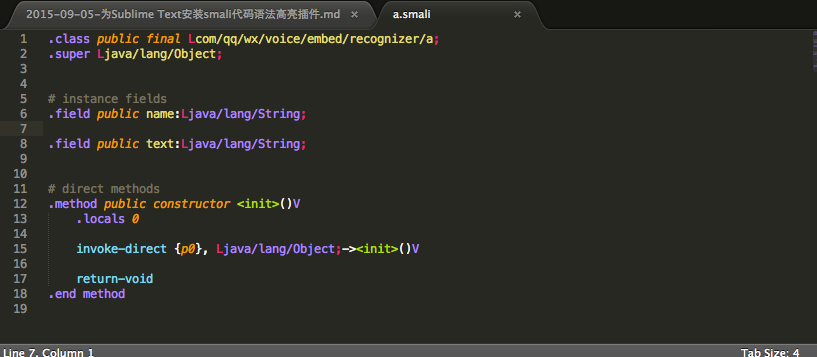 2015-09-05-为Sublime Text安装smali代码语法高亮插件.md × a.smali ×
1 .class public final Lcom/qq/wx/voice/embed/recognizer/a;
2 .super Ljava/lang/Object;
3
4
5 # instance fields
6 .field public name:Ljava/lang/String;
7
8 .field public text:Ljava/lang/String;
9
10
11 # direct methods
12 .method public constructor <init>()V
13 .locals 0
14
15 invoke-direct {p0}, Ljava/lang/Object;-><init>()V
16
17 return-void
18 .end method
19
Line 7, Column 1 Tab Size: 4